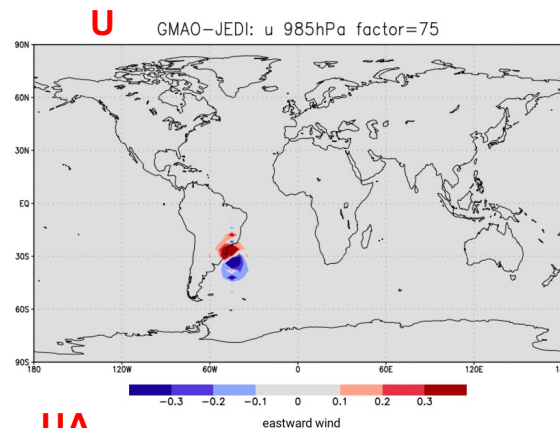 U
GMAO-JEDI: u 985hPa factor=75
90N
60N
30N
EQ
30S
60S
90S
180 120W 60W 0 60E 120E
-0.3 -0.2 -0.1 0 0.1 0.2 0.3
eastward wind